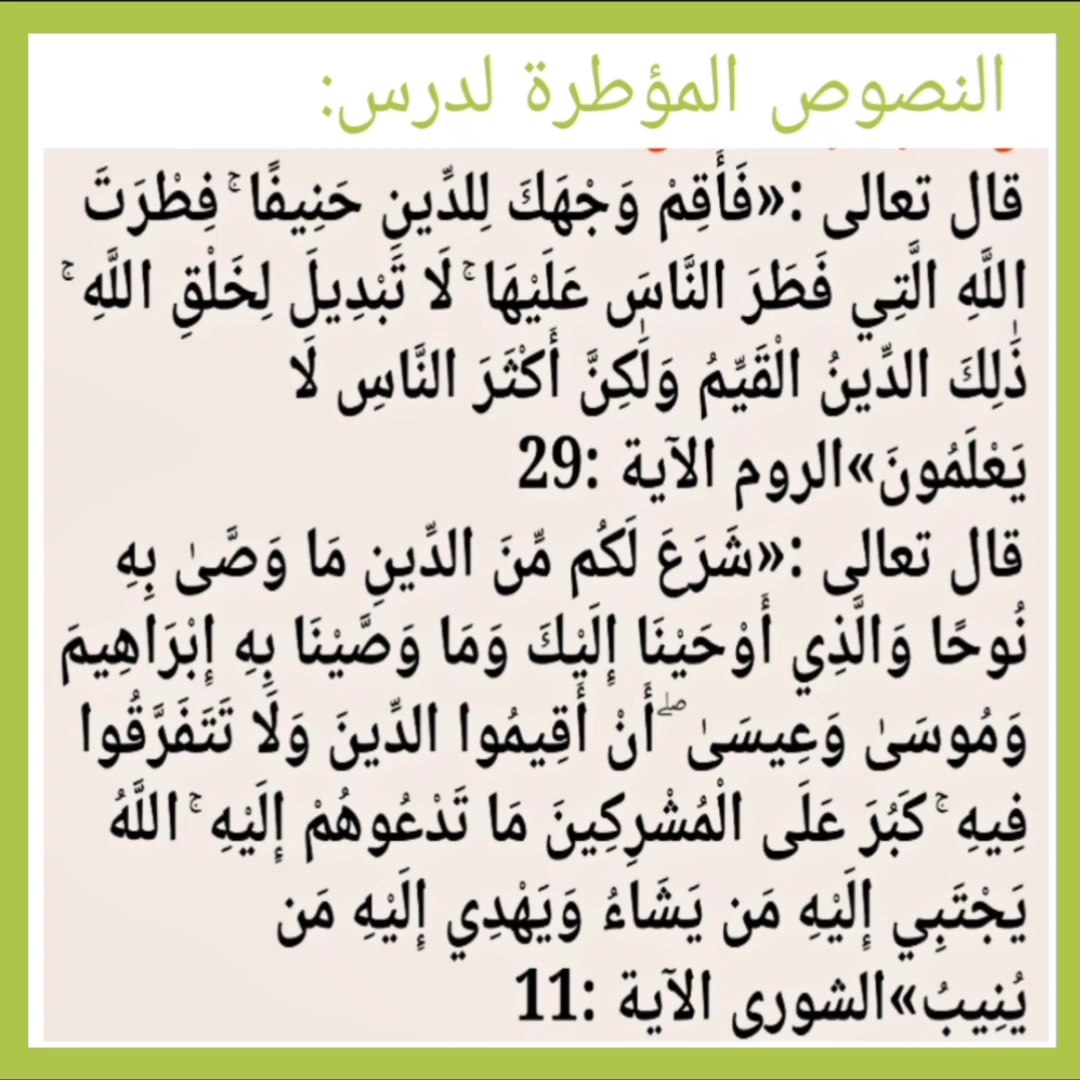 النصوص المؤطرة لدرس:
قال تعالى :«فَأَقِمْ وَجْهَكَ لِلدِّينِ حَنِيفًا ۚ فِطْرَتَ
اللَّهِ الَّتِي فَطَرَ النَّاسَ عَلَيْهَا ۚ لَا تَبْدِيلَ لِخَلْقِ اللَّهِ ۚ
ذَٰلِكَ الدِّينُ الْقَيِّمُ وَلَٰكِنَّ أَكْثَرَ النَّاسِ لَا
يَعْلَمُونَ»الروم الآية :29
قال تعالى :«شَرَعَ لَكُم مِّنَ الدِّينِ مَا وَصَّىٰ بِهِ
نُوحًا وَالَّذِي أَوْحَيْنَا إِلَيْكَ وَمَا وَصَّيْنَا بِهِ إِبْرَاهِيمَ
وَمُوسَىٰ وَعِيسَىٰ ۖ أَنْ أَقِيمُوا الدِّينَ وَلَا تَتَفَرَّقُوا
فِيهِ ۚ كَبُرَ عَلَى الْمُشْرِكِينَ مَا تَدْعُوهُمْ إِلَيْهِ ۚ اللَّهُ
يَجْتَبِي إِلَيْهِ مَن يَشَاءُ وَيَهْدِي إِلَيْهِ مَن
يُنِيبُ»الشورى الآية :11